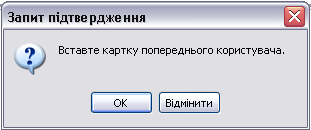 Запит підтвердження
Вставте картку попереднього користувача.
OK
Відмінити